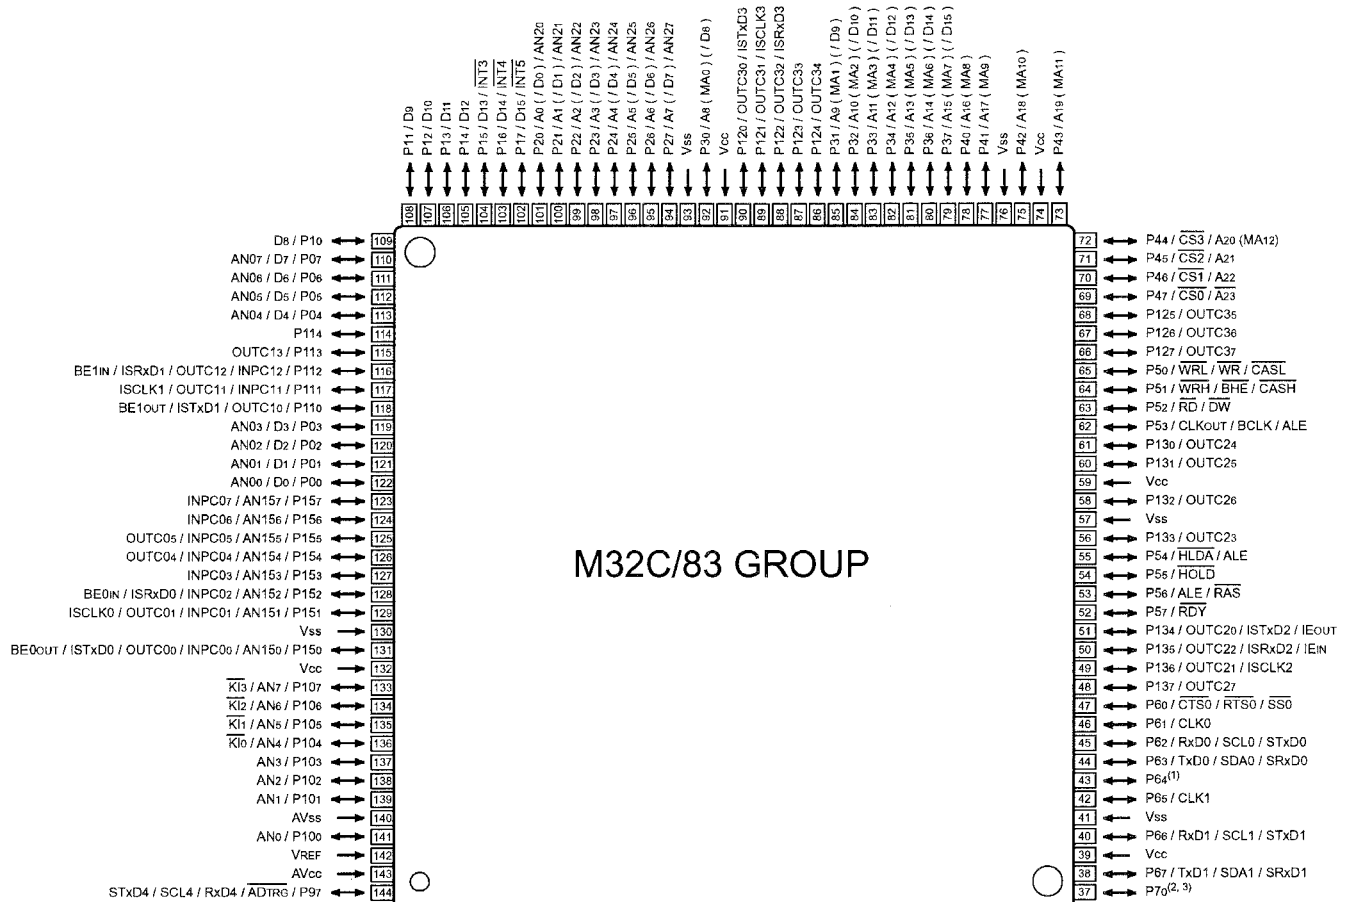 P11 / D9
P12 / D10
P13 / D11
P14 / D12
P15 / D13 / INT3
P16 / D14 / INT4
P17 / D15 / INT5
P20 / A0 ( / D0 ) / AN20
P21 / A1 ( / D1 ) / AN21
P22 / A2 ( / D2 ) / AN22
P23 / A3 ( / D3 ) / AN23
P24 / A4 ( / D4 ) / AN24
P25 / A5 ( / D5 ) / AN25
P26 / A6 ( / D6 ) / AN26
P27 / A7 ( / D7 ) / AN27
Vss
P30 / A8 ( MA0 ) ( / D8 )
Vcc
P120 / OUTC30 / ISTxD3
P121 / OUTC31 / ISCLK3
P122 / OUTC32 / ISRxD3
P123 / OUTC33
P124 / OUTC34
P31 / A9 ( MA1 ) ( / D9 )
P32 / A10 ( MA2 ) ( / D10 )
P33 / A11 ( MA3 ) ( / D11 )
P34 / A12 ( MA4 ) ( / D12 )
P35 / A13 ( MA5 ) ( / D13 )
P36 / A14 ( MA6 ) ( / D14 )
P37 / A15 ( MA7 ) ( / D15 )
P40 / A16 ( MA8 )
P41 / A17 ( MA9 )
Vss
P42 / A18 ( MA10 )
Vcc
P43 / A19 ( MA11 )
108 107 106 105 104 103 102 101 100 99 98 97 96 95 94 93 92 91 90 89 88 87 86 85 84 83 82 81 80 79 78 77 76 75 74 73
D8 / P10 109
AN07 / D7 / P07 110
AN06 / D6 / P06 111
AN05 / D5 / P05 112
AN04 / D4 / P04 113
P114 114
OUTC13 / P113 115
BE1IN / ISRxD1 / OUTC12 / INPC12 / P112 116
ISCLK1 / OUTC11 / INPC11 / P111 117
BE1OUT / ISTxD1 / OUTC10 / P110 118
AN03 / D3 / P03 119
AN02 / D2 / P02 120
AN01 / D1 / P01 121
AN00 / D0 / P00 122
INPC07 / AN157 / P157 123
INPC06 / AN156 / P156 124
OUTC05 / INPC05 / AN155 / P155 125
OUTC04 / INPC04 / AN154 / P154 126
INPC03 / AN153 / P153 127
BE0IN / ISRxD0 / INPC02 / AN152 / P152 128
ISCLK0 / OUTC01 / INPC01 / AN151 / P151 129
Vss 130
BE0OUT / ISTxD0 / OUTC00 / INPC00 / AN150 / P150 131
Vcc 132
KI3 / AN7 / P107 133
KI2 / AN6 / P106 134
KI1 / AN5 / P105 135
KI0 / AN4 / P104 136
AN3 / P103 137
AN2 / P102 138
AN1 / P101 139
AVss 140
AN0 / P100 141
VREF 142
AVcc 143
STxD4 / SCL4 / RxD4 / ADTRG / P97 144
M32C/83 GROUP
72 P44 / CS3 / A20 (MA12)
71 P45 / CS2 / A21
70 P46 / CS1 / A22
69 P47 / CS0 / A23
68 P125 / OUTC35
67 P126 / OUTC36
66 P127 / OUTC37
65 P50 / WRL / WR / CASL
64 P51 / WRH / BHE / CASH
63 P52 / RD / DW
62 P53 / CLKOUT / BCLK / ALE
61 P130 / OUTC24
60 P131 / OUTC25
59 Vcc
58 P132 / OUTC26
57 Vss
56 P133 / OUTC23
55 P54 / HLDA / ALE
54 P55 / HOLD
53 P56 / ALE / RAS
52 P57 / RDY
51 P134 / OUTC20 / ISTxD2 / IEOUT
50 P135 / OUTC22 / ISRxD2 / IEIN
49 P136 / OUTC21 / ISCLK2
48 P137 / OUTC27
47 P60 / CTS0 / RTS0 / SS0
46 P61 / CLK0
45 P62 / RxD0 / SCL0 / STxD0
44 P63 / TxD0 / SDA0 / SRxD0
43 P64(1)
42 P65 / CLK1
41 Vss
40 P66 / RxD1 / SCL1 / STxD1
39 Vcc
38 P67 / TxD1 / SDA1 / SRxD1
37 P70(2, 3)